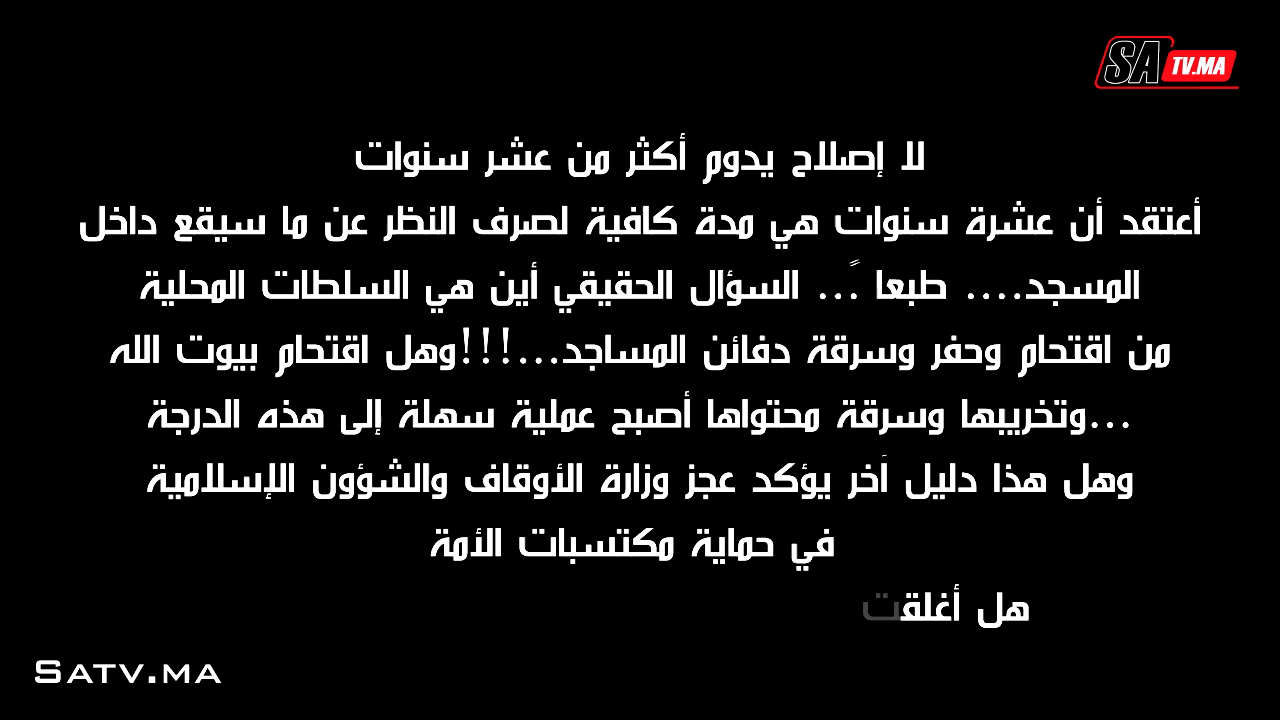 SA TV.MA
لا إصلاح يدوم أكثر من عشر سنوات
أعتقد أن عشرة سنوات هي مدة كافية لصرف النظر عن ما سيقع داخل
المسجد.... طبعا ً... السؤال الحقيقي أين هي السلطات المحلية
من اقتحام وحفر وسرقة دفائن المساجد...!!!وهل اقتحام بيوت الله
...وتخريبها وسرقة محتواها أصبح عملية سهلة إلى هذه الدرجة
وهل هذا دليل آخر يؤكد عجز وزارة الأوقاف والشؤون الإسلامية
في حماية مكتسبات الأمة
هل أغلقت
SATV.MA